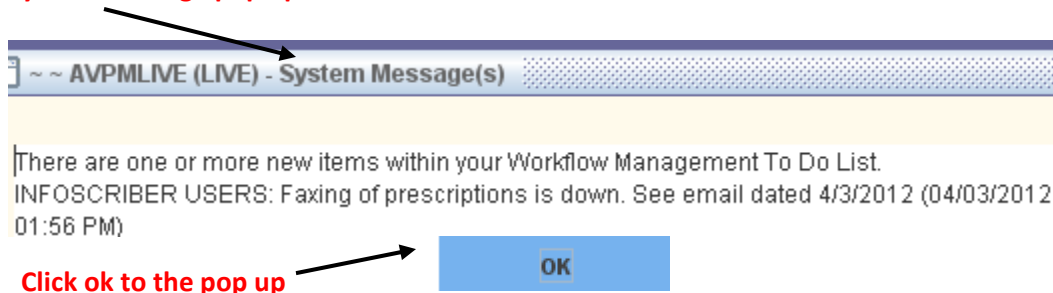 ~ ~ AVPMLIVE (LIVE) - System Message(s)
There are one or more new items within your Workflow Management To Do List.
INFOSCRIBER USERS: Faxing of prescriptions is down. See email dated 4/3/2012 (04/03/2012
01:56 PM)
OK
Click ok to the pop up